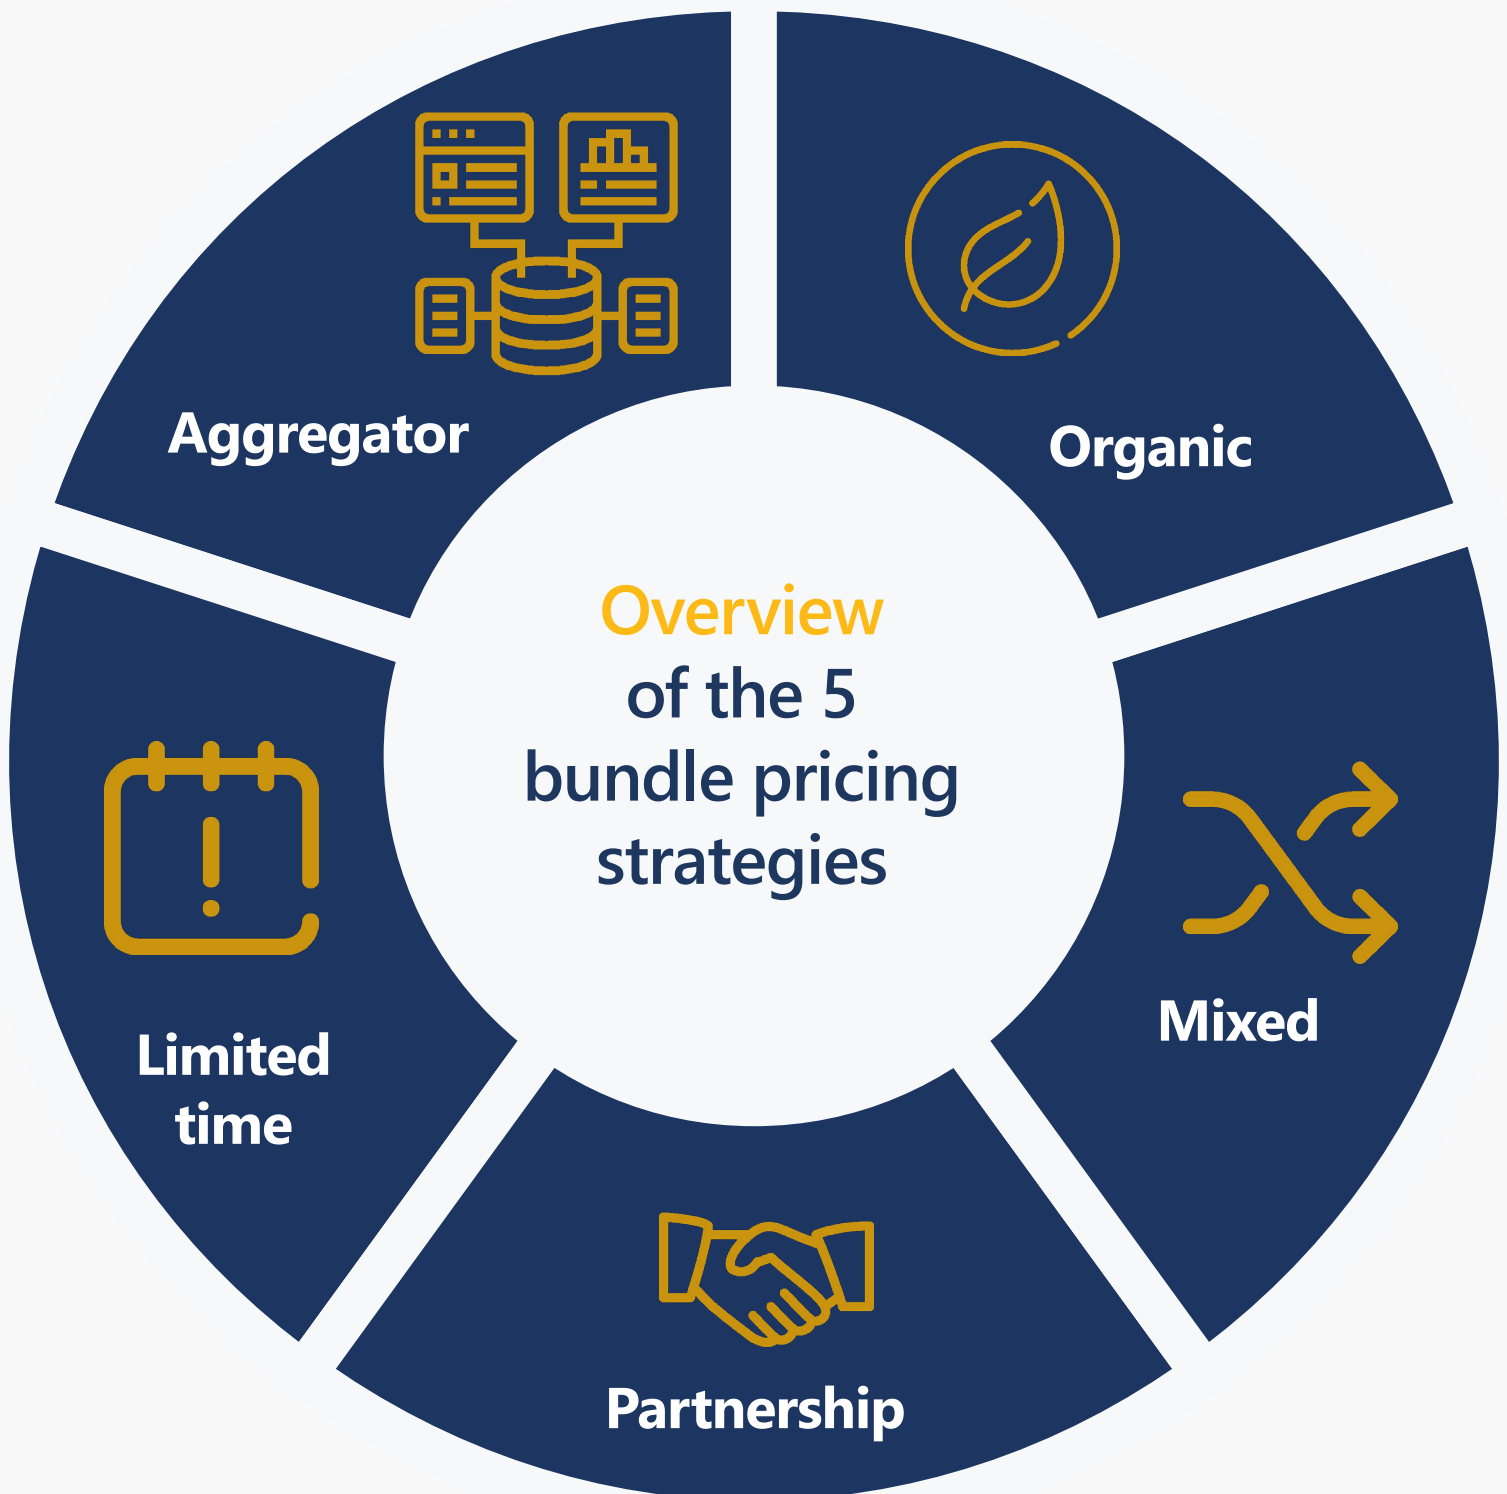 Aggregator
Organic
Overview
of the 5
bundle pricing
strategies
Limited
time
Mixed
Partnership